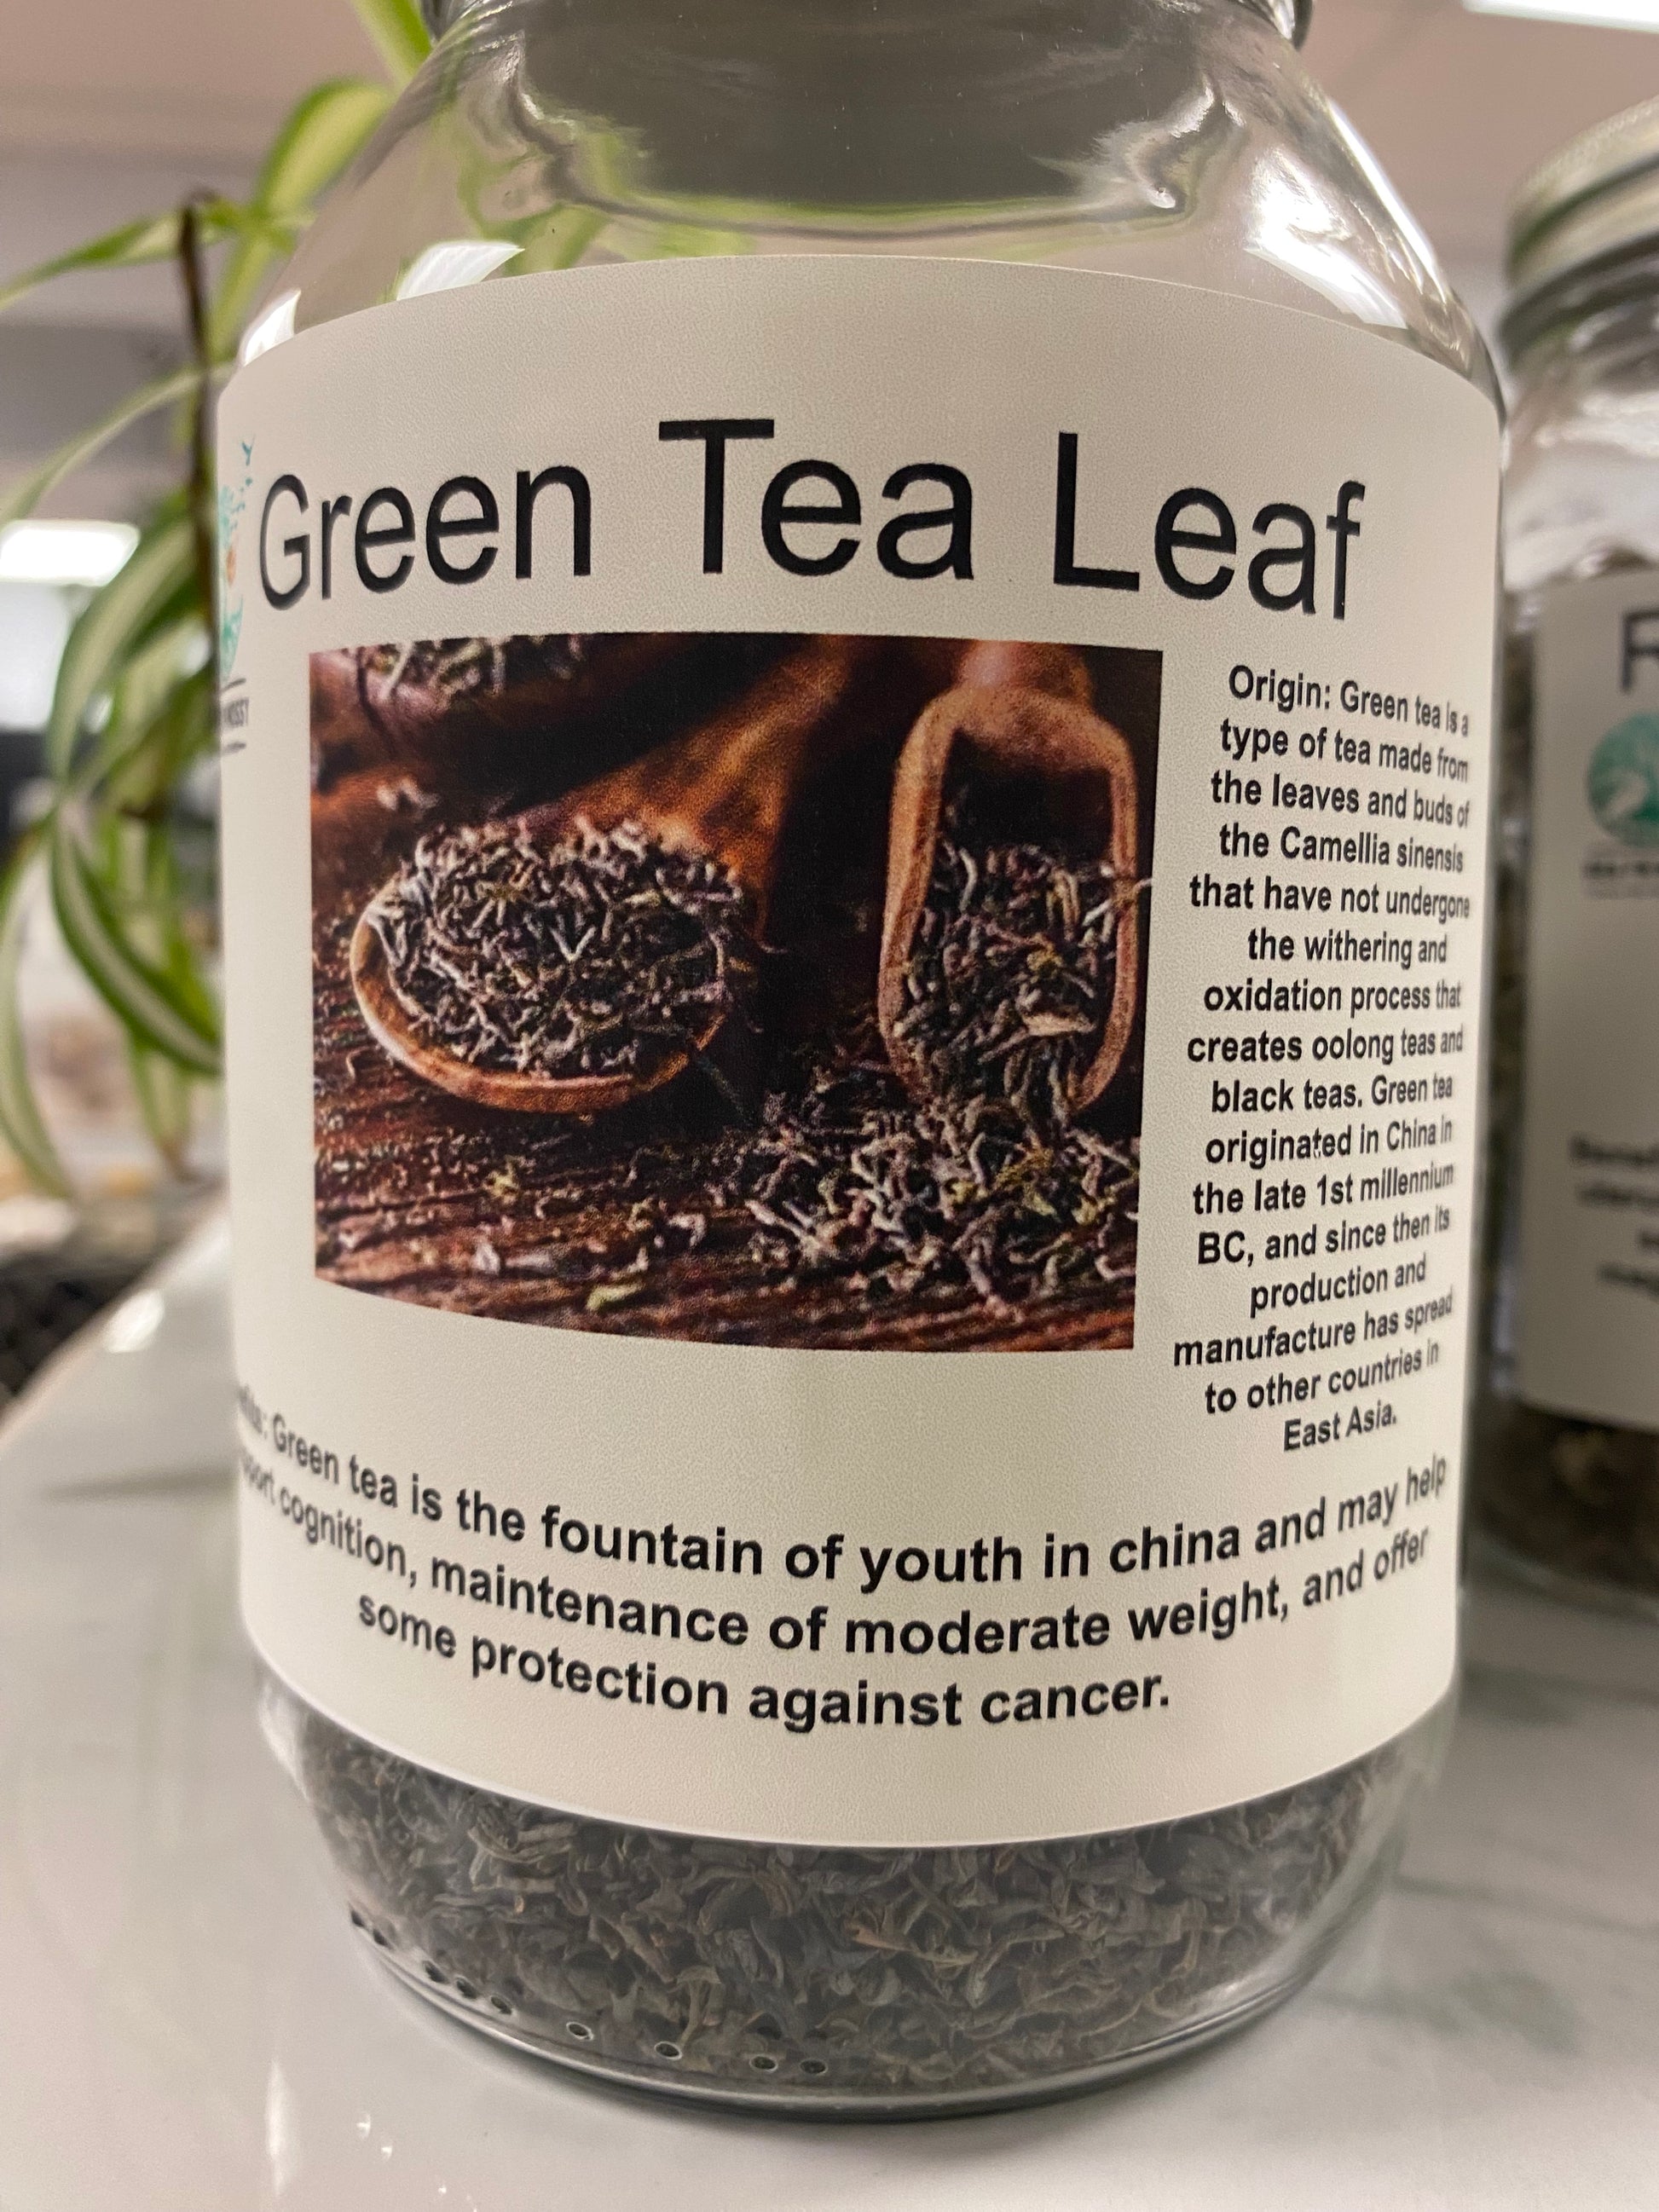 Green Tea Leaf
Origin: Green tea is a
type of tea made from
the leaves and buds of
the Camellia sinensis
that have not undergone
the withering and
oxidation process that
creates oolong teas and
black teas. Green tea
originated in China in
the late 1st millennium
BC, and since then its
production and
manufacture has spread
to other countries in
East Asia.
Green tea is the fountain of youth in china and may help
cognition, maintenance of moderate weight, and offer
some protection against cancer.